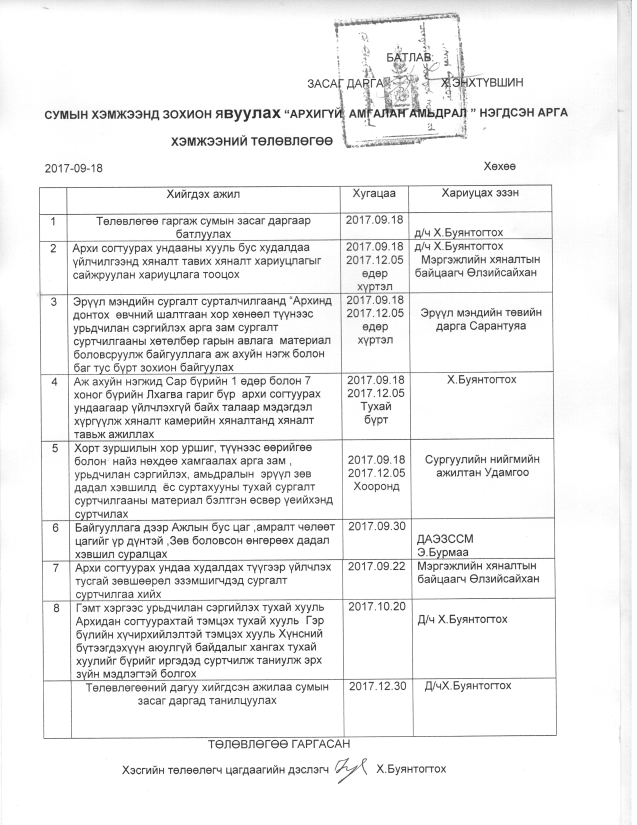 БАТЛАВ
ЗАСАГ ДАРГА Х.ЭНХТҮВШИН
СУМЫН ХЭМЖЭЭНД ЗОХИОН ЯВУУЛАХ “АРХИГҮЙ АМГАЛАН АМЬДРАЛ ” НЭГДСЭН АРГА
ХЭМЖЭЭНИЙ ТӨЛӨВЛӨГӨӨ
2017-09-18 Хөхөө
Хийгдэх ажил Хугацаа Хариуцах эзэн
1 Төлөвлөгөө гаргаж сумын засаг даргаар
батлуулах
2017.09.18
д/ч Х.Буянтогтох
2 Архи согтуурах ундааны хууль бус худалдаа
үйлчилгээнд хяналт тавих хяналт хариуцлагыг
сайжруулан хариуцлага тооцох
2017.09.18
2017.12.05
өдөр
хүртэл
д/ч Х.Буянтогтох
Мэргэжлийн хяналтын
байцаагч Өлзийсайхан
3 Эрүүл мэндийн сургалт сурталчилгаанд “Архинд
донтох өвчний шалтгаан хор хөнөөл түүнээс
урьдчилан сэргийлэх арга зам сургалт
суртчилгааны хөтөлбөр гарын авлага материал
боловсруулж байгууллага аж ахуйн нэгж болон
баг тус бүрт зохион байгуулах
2017.09.18
2017.12.05
өдөр
хүртэл
Эрүүл мэндийн төвийн
дарга Сарантуяа
4 Аж ахуйн нэгжид Сар бүрийн 1 өдөр болон 7
хоног бүрийн Лхагва гариг бүр архи согтуурах
ундаагаар үйлчлэхгүй байх талаар мэдэгдэл
хүргүүлж хяналт камерийн хяналтанд хяналт
тавьж ажиллах
2017.09.18
2017.12.05
Тухай
бүрт
Х.Буянтогтох
5 Хорт зуршилын хор уршиг, түүнээс өөрийгөө
болон найз нөхдөө хамгаалах арга зам ,
урьдчилан сэргийлэх, амьдралын эрүүл зөв
дадал хэвшилд ёс суртахууны тухай сургалт
суртчилгааны материал бэлтгэн өсвөр үеийхэнд
суртчилах
2017.09.18
2017.12.05
Хооронд
Сургуулийн нийгмийн
ажилтан Удамгоо
6 Байгууллага дээр Ажлын бус цаг ,амралт чөлөөт
цагийг үр дүнтэй ,Зөв боловсон өнгөрөөх дадал
хэвшил суралцах
2017.09.30
ДАЭЗССМ
Э.Бурмаа
7 Архи согтуурах ундаа худалдах түүгээр үйлчлэх
тусгай зөвшөөрөл эзэмшигчдэд сургалт
суртчилгаа хийх
2017.09.22
Мэргэжлийн хяналтын
байцаагч Өлзийсайхан
8 Гэмт хэргээс урьдчилан сэргийлэх тухай хууль
Архидан согтуурахтай тэмцэх тухай хууль Гэр
бүлийн хүчирхийлэлтэй тэмцэх хууль Хүнсний
бүтээгдэхүүн аюулгүй байдалыг хангах тухай
хуулийг бүрийг иргэдэд суртчилж таниулж эрх
зүйн мэдлэгтэй болгох
2017.10.20
Д/ч Х.Буянтогтох
Төлөвлөгөөний дагуу хийгдсэн ажилаа сумын
засаг даргад танилцуулах
2017.12.30
Д/чХ.Буянтогтох
ТӨЛӨВЛӨГӨӨ ГАРГАСАН
Хэсгийн төлөөлөгч цагдаагийн дэслэгч Х.Буянтогтох